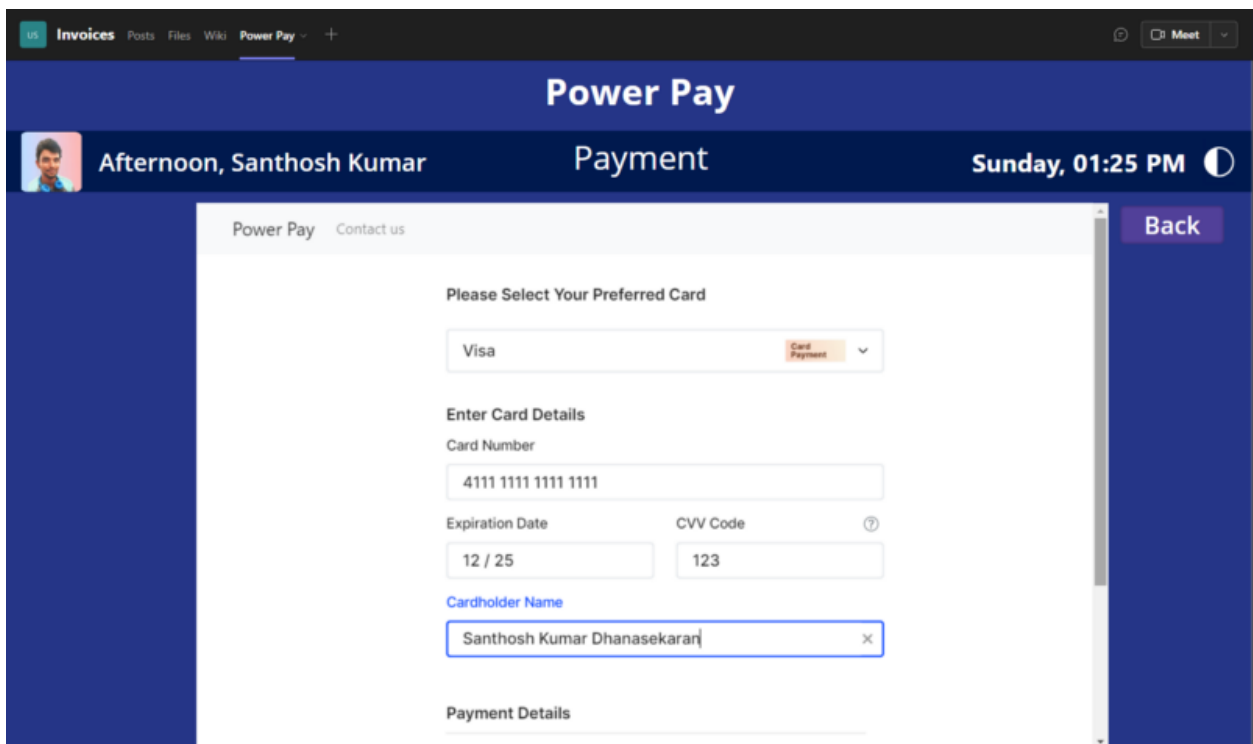 US Invoices Posts Files Wiki Power Pay Meet
Power Pay
Afternoon, Santhosh Kumar Payment Sunday, 01:25 PM
Power Pay Contact us Back
Please Select Your Preferred Card
Visa Card Payment
Enter Card Details
Card Number
4111 1111 1111 1111
Expiration Date CVV Code
12 / 25 123
Cardholder Name
Santhosh Kumar Dhanasekaran
Payment Details